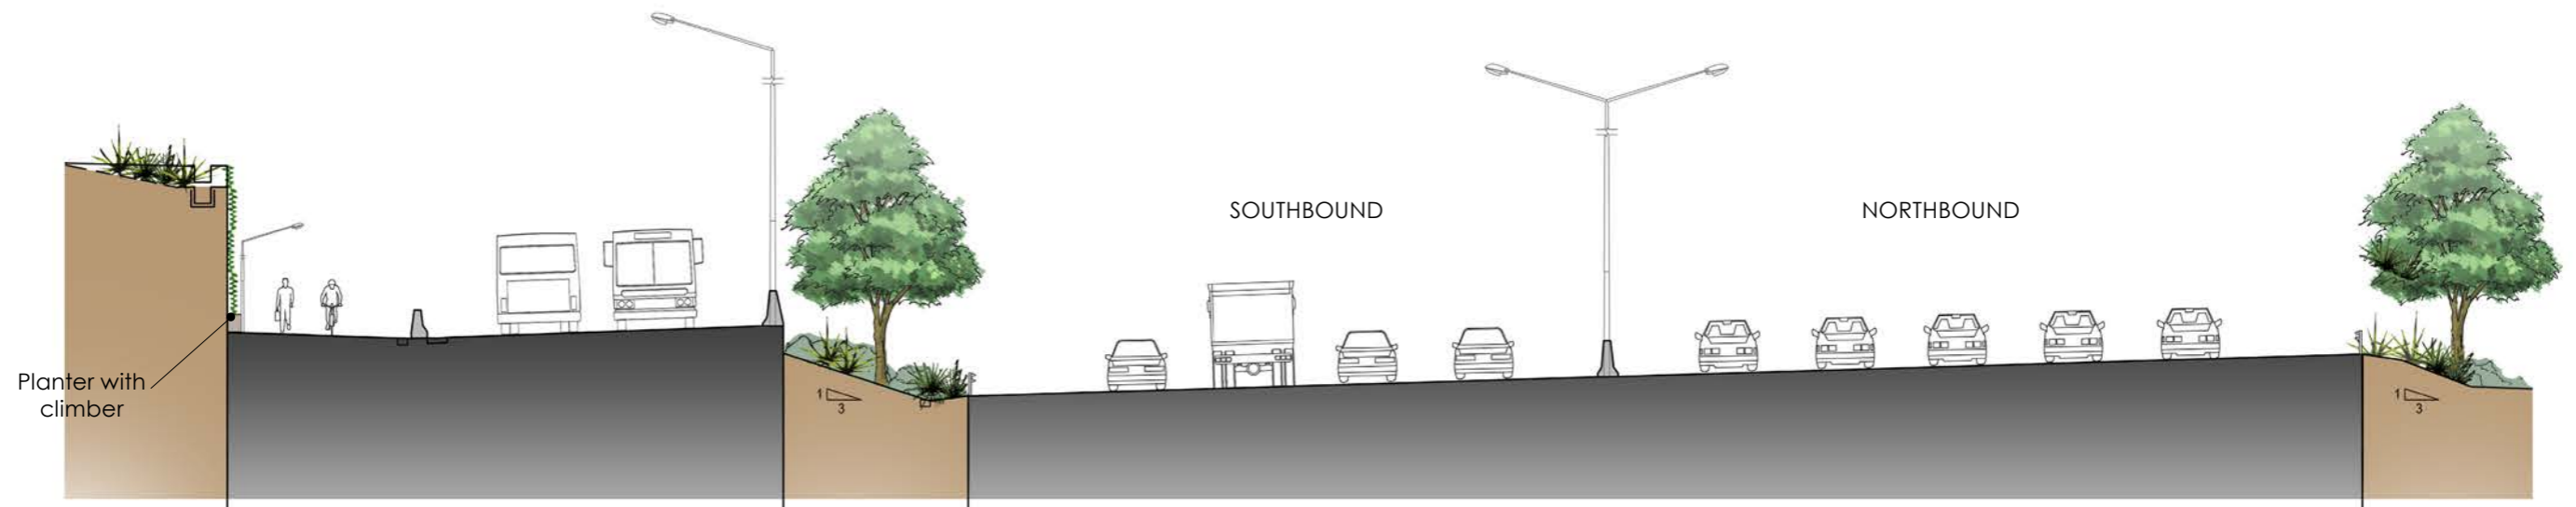 SOUTHBOUND
NORTHBOUND
Planter with
climber
1
3
1
3